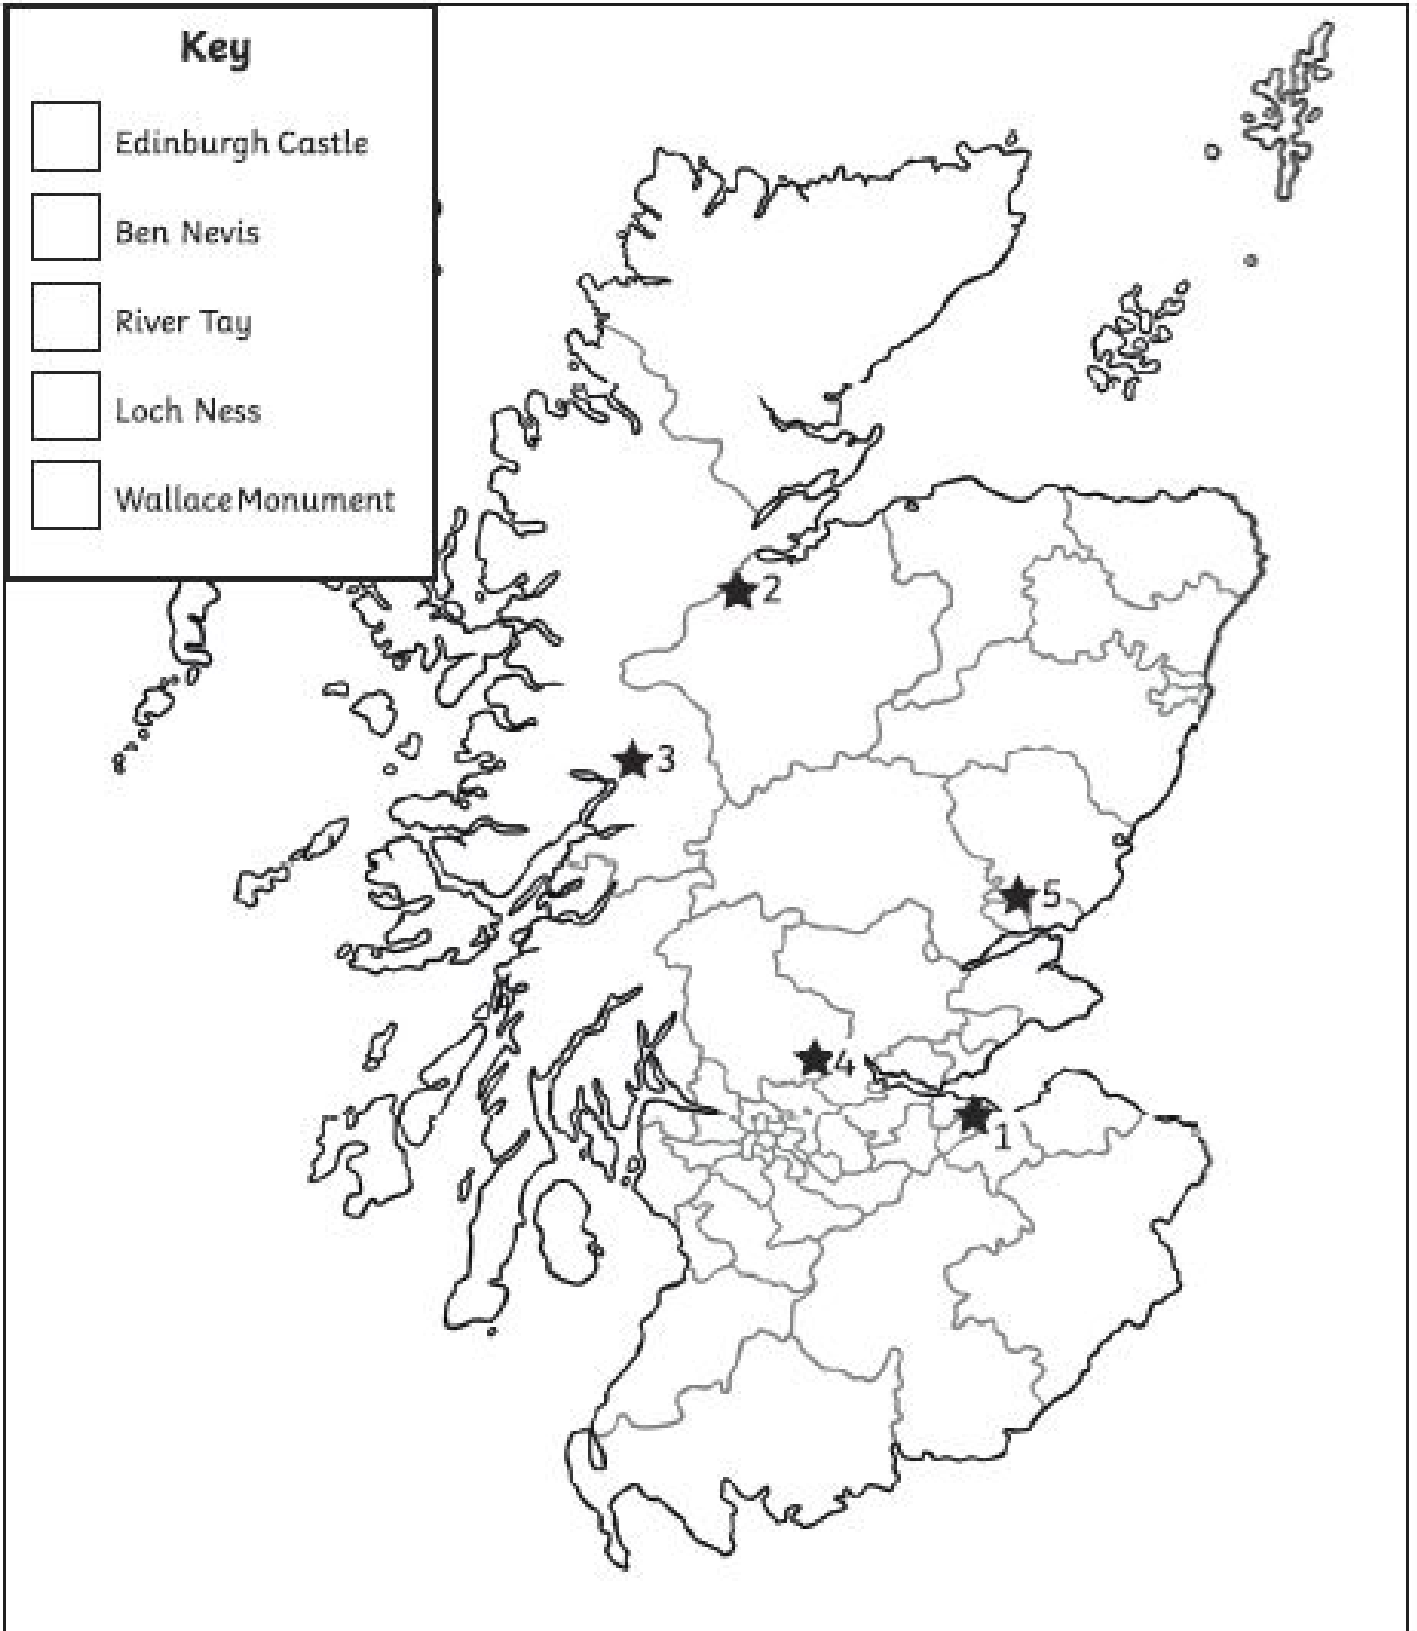 Key
Edinburgh Castle
Ben Nevis
River Tay
Loch Ness
Wallace Monument
2
3
5
4
1